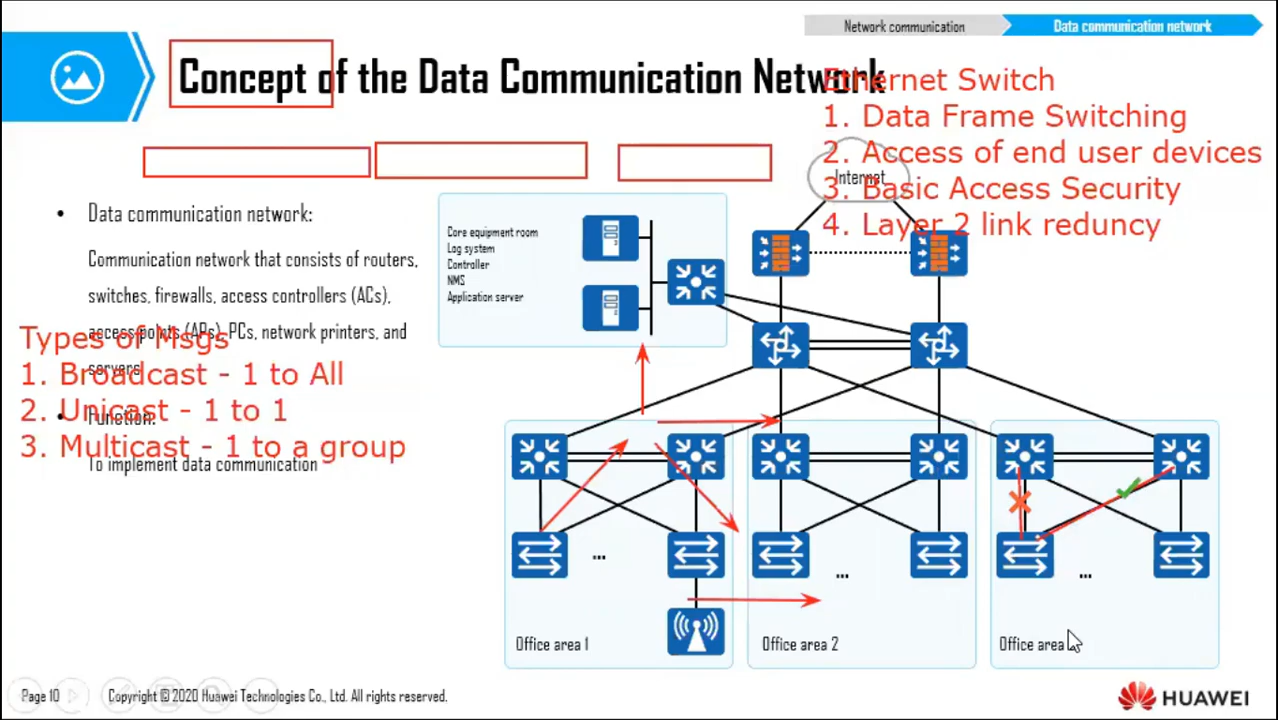 Network communication
Data communication network
Concept of the Data Communication Network
Ethernet Switch
1. Data Frame Switching
2. Access of end user devices
3. Basic Access Security
4. Layer 2 link reduncy
Internet
• Data communication network:
Communication network that consists of routers,
switches, firewalls, access controllers (ACs),
access points (APs), PCs, network printers, and
servers
• Function:
To implement data communication
Types of Msgs
1. Broadcast - 1 to All
2. Unicast - 1 to 1
3. Multicast - 1 to a group
Core equipment room
Log system
Controller
NMS
Application server
...
...
...
Office area 1
Office area 2
Office area
Page 10
Copyright © 2020 Huawei Technologies Co., Ltd. All rights reserved.
HUAWEI